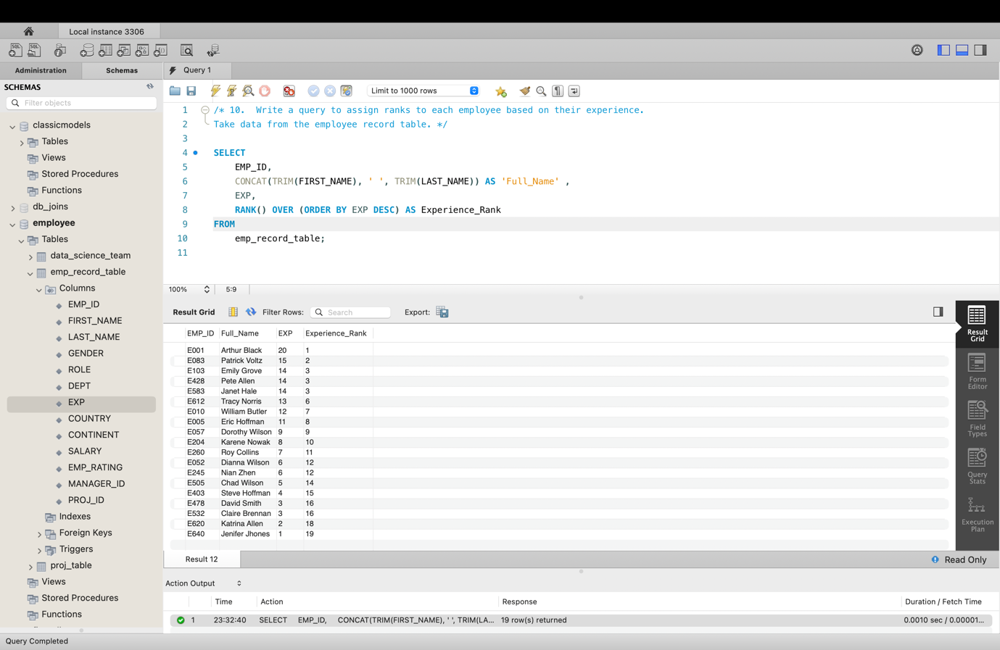 Local instance 3306
Administration
Schemas
Query 1
SCHEMAS
Filter objects
classicmodels
Tables
Views
Stored Procedures
Functions
db_joins
employee
Tables
data_science_team
emp_record_table
Columns
EMP_ID
FIRST_NAME
LAST_NAME
GENDER
ROLE
DEPT
EXP
COUNTRY
CONTINENT
SALARY
EMP_RATING
MANAGER_ID
PROJ_ID
Indexes
Foreign Keys
Triggers
proj_table
Views
Stored Procedures
Functions
Limit to 1000 rows
1 /* 10.  Write a query to assign ranks to each employee based on their experience.
2 Take data from the employee record table. */
3
4 SELECT
5 EMP_ID,
6 CONCAT(TRIM(FIRST_NAME), ' ', TRIM(LAST_NAME)) AS 'Full_Name' ,
7 EXP,
8 RANK() OVER (ORDER BY EXP DESC) AS Experience_Rank
9 FROM
10 emp_record_table;
11
100% 5:9
Result Grid Filter Rows: Search Export:
EMP_ID Full_Name EXP Experience_Rank
E001 Arthur Black 20 1
E083 Patrick Voltz 15 2
E103 Emily Grove 14 3
E428 Pete Allen 14 3
E583 Janet Hale 14 3
E612 Tracy Norris 13 6
E010 William Butler 12 7
E005 Eric Hoffman 11 8
E057 Dorothy Wilson 9 9
E204 Karene Nowak 8 10
E260 Roy Collins 7 11
E052 Dianna Wilson 6 12
E245 Nian Zhen 6 12
E505 Chad Wilson 5 14
E403 Steve Hoffman 4 15
E478 David Smith 3 16
E532 Claire Brennan 3 16
E620 Katrina Allen 2 18
E640 Jenifer Jhones 1 19
Result
Grid
Form
Editor
Field
Types
Query
Stats
Execution
Plan
Result 12
Read Only
Action Output
Time Action Response Duration / Fetch Time
1 23:32:40 SELECT EMP_ID, CONCAT(TRIM(FIRST_NAME), ' ', TRIM(LA... 19 row(s) returned 0.0010 sec / 0.00001...
Query Completed